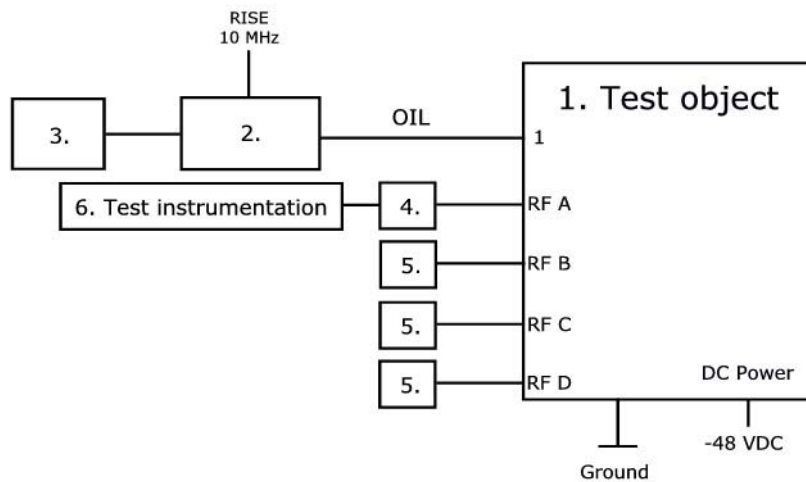 RISE
10 MHz
1. Test object
3.
2.
OIL
1
6. Test instrumentation
4.
RF A
5.
RF B
5.
RF C
5.
RF D
DC Power
-48 VDC
Ground